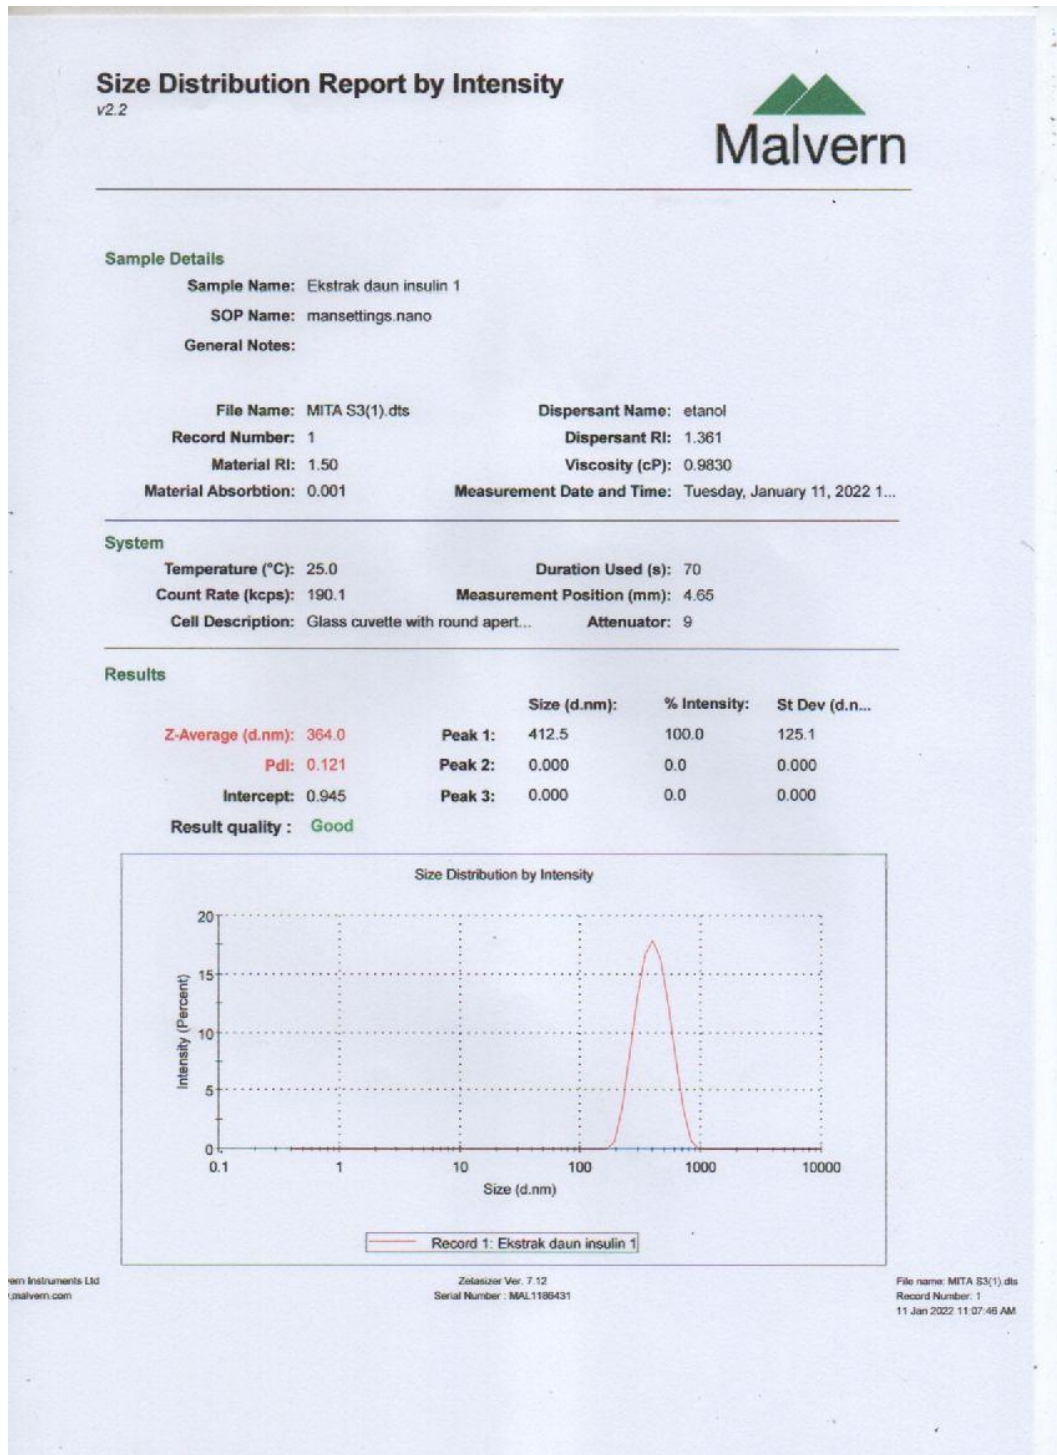 Size Distribution Report by Intensity
v2.2
Malvern
Sample Details
Sample Name: Ekstrak daun insulin 1
SOP Name: mansettings.nano
General Notes:
File Name: MITA S3(1).dts Dispersant Name: etanol
Record Number: 1 Dispersant RI: 1.361
Material RI: 1.50 Viscosity (cP): 0.9830
Material Absorbtion: 0.001 Measurement Date and Time: Tuesday, January 11, 2022 1...
System
Temperature (°C): 25.0 Duration Used (s): 70
Count Rate (kcps): 190.1 Measurement Position (mm): 4.65
Cell Description: Glass cuvette with round apert... Attenuator: 9
Results
Size (d.nm): % Intensity: St Dev (d.n...
Z-Average (d.nm): 364.0 Peak 1: 412.5 100.0 125.1
PdI: 0.121 Peak 2: 0.000 0.0 0.000
Intercept: 0.945 Peak 3: 0.000 0.0 0.000
Result quality : Good
Size Distribution by Intensity
20
15
10
5
0
Intensity (Percent)
0.1 1 10 100 1000 10000
Size (d.nm)
Record 1: Ekstrak daun insulin 1
ern Instruments Ltd Zetasizer Ver. 7.12 File name: MITA S3(1).dts
.malvern.com Serial Number : MAL1186431 Record Number: 1
11 Jan 2022 11:07:46 AM